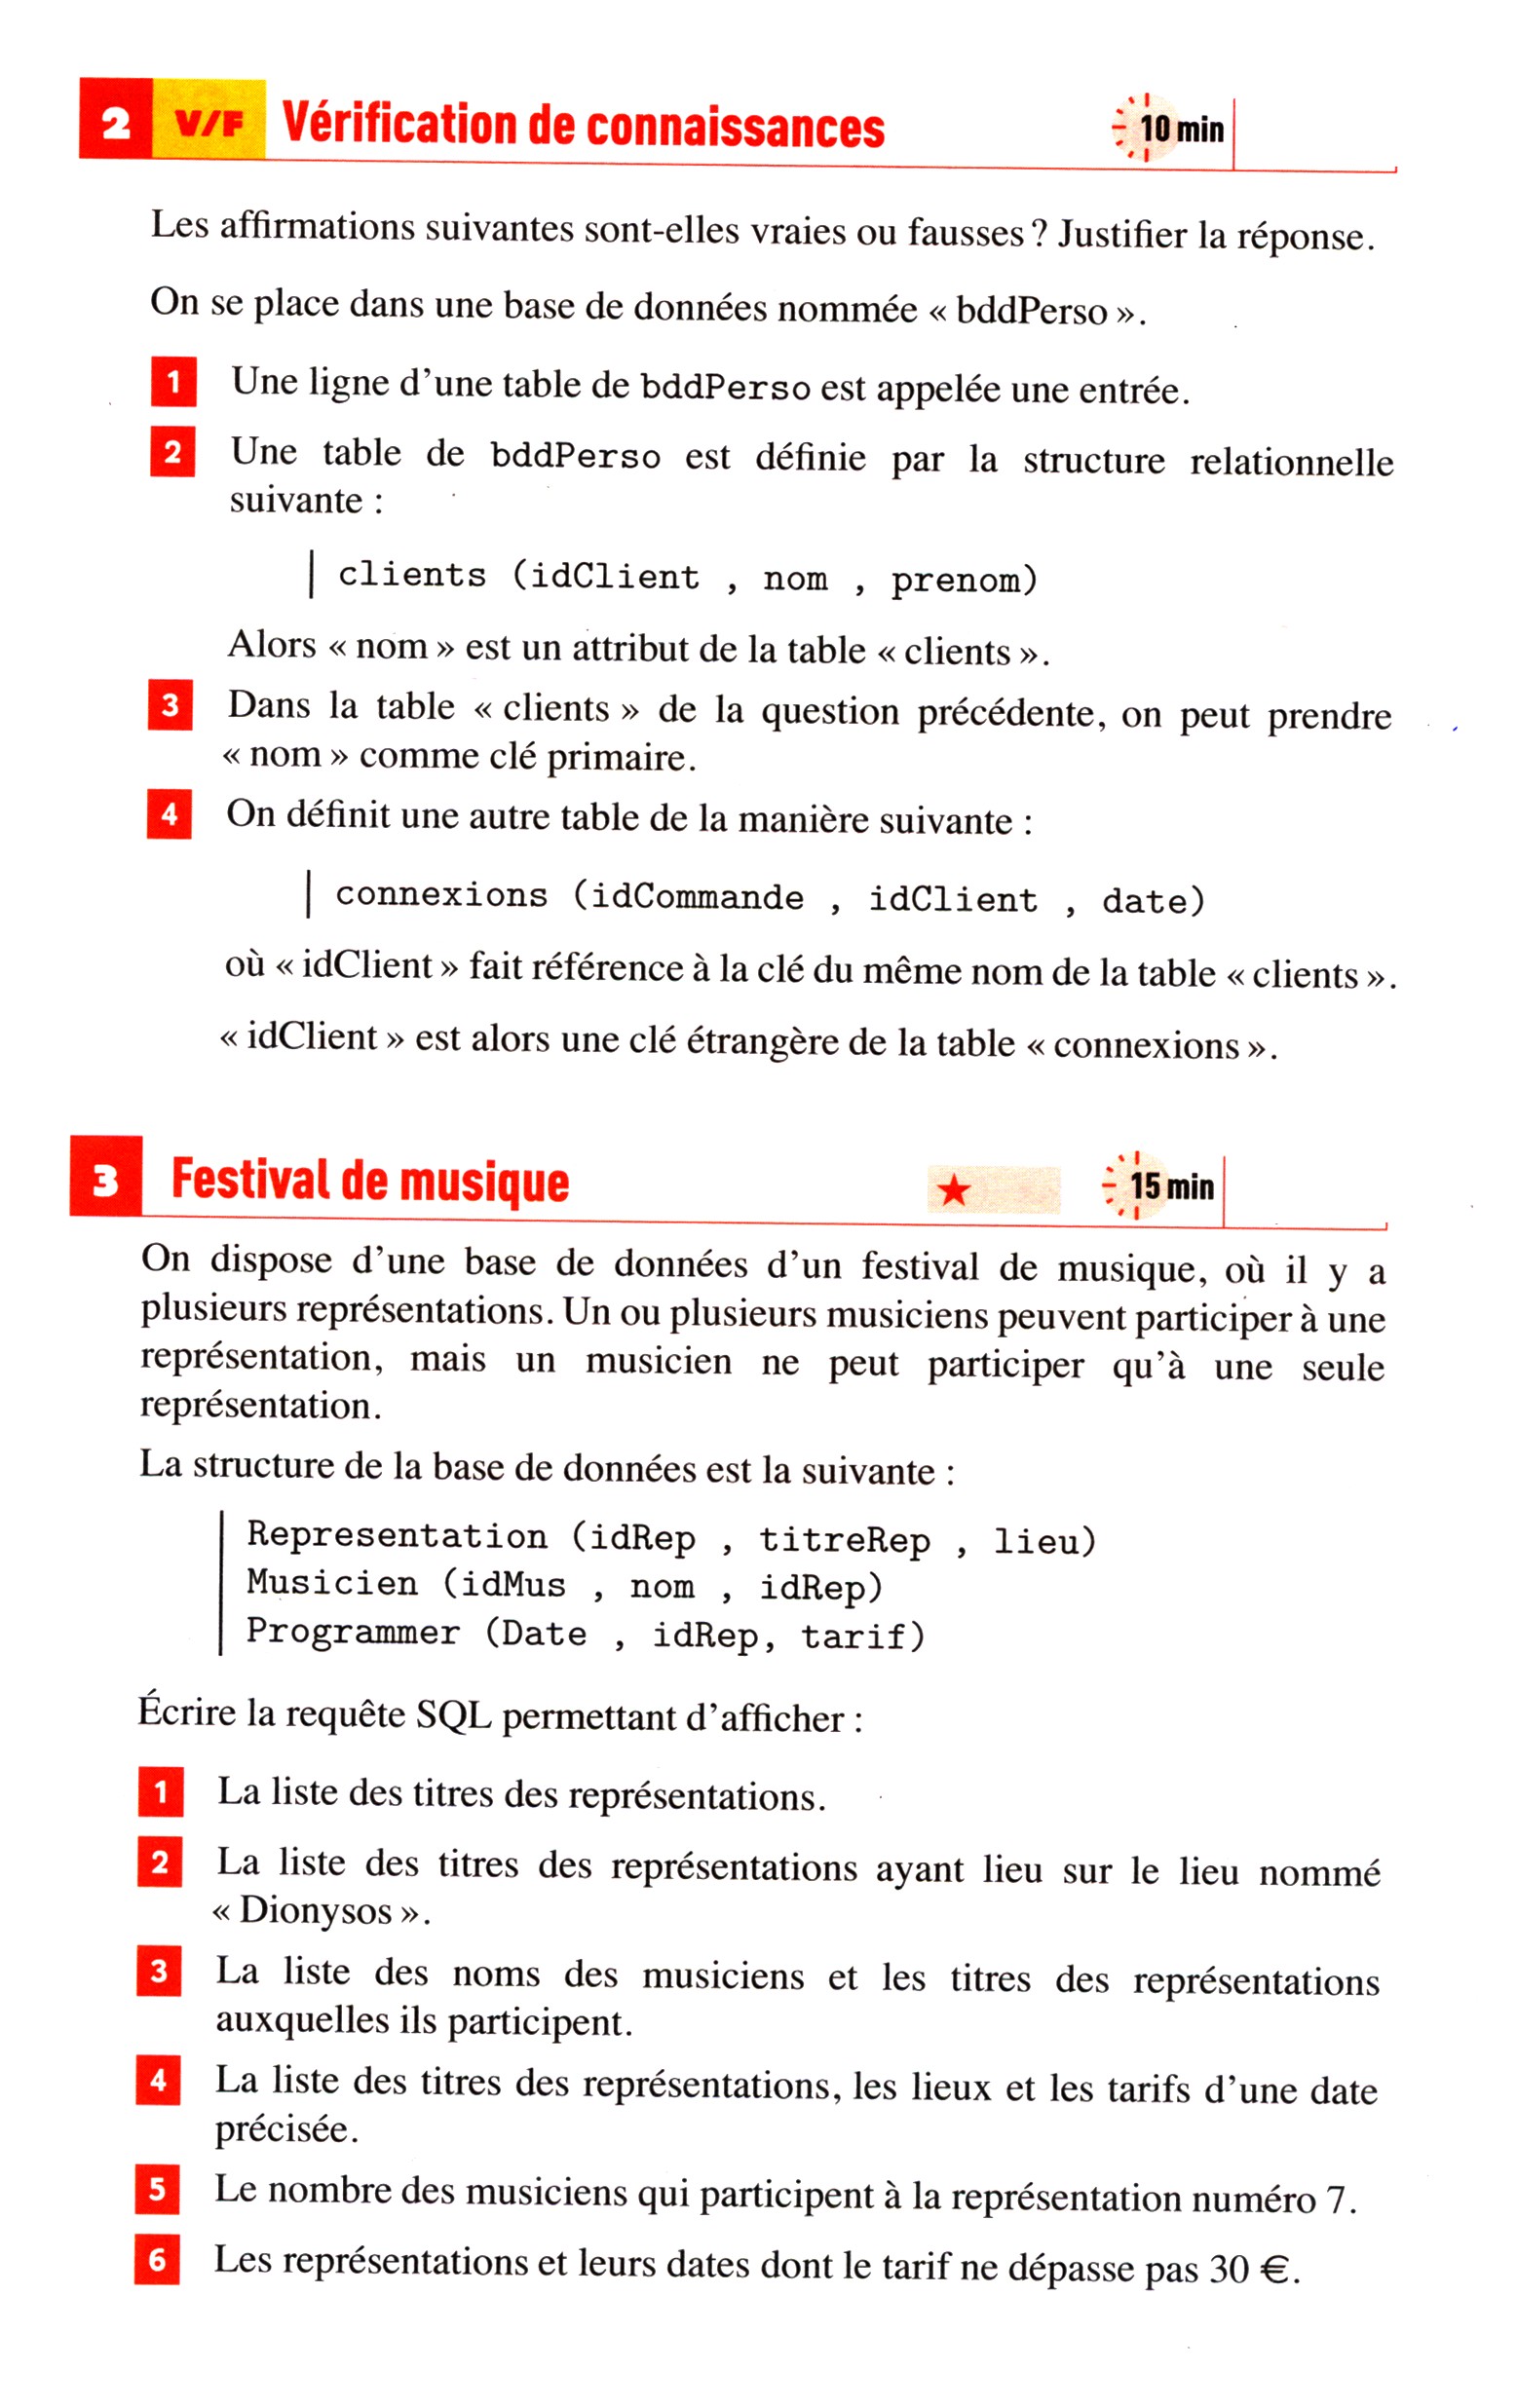 2 V/F Vérification de connaissances 10 min
Les affirmations suivantes sont-elles vraies ou fausses ? Justifier la réponse.
On se place dans une base de données nommée « bddPerso ».
1 Une ligne d'une table de bddPerso est appelée une entrée.
2 Une table de bddPerso est définie par la structure relationnelle
suivante :
clients (idClient , nom , prenom)
Alors « nom » est un attribut de la table « clients ».
3 Dans la table « clients » de la question précédente, on peut prendre
« nom » comme clé primaire.
4 On définit une autre table de la manière suivante :
connexions (idCommande , idClient , date)
où « idClient » fait référence à la clé du même nom de la table « clients ».
« idClient » est alors une clé étrangère de la table « connexions ».
3 Festival de musique 15 min
On dispose d'une base de données d'un festival de musique, où il y a
plusieurs représentations. Un ou plusieurs musiciens peuvent participer à une
représentation, mais un musicien ne peut participer qu'à une seule
représentation.
La structure de la base de données est la suivante :
Representation (idRep , titreRep , lieu)
Musicien (idMus , nom , idRep)
Programmer (Date , idRep, tarif)
Écrire la requête SQL permettant d'afficher :
1 La liste des titres des représentations.
2 La liste des titres des représentations ayant lieu sur le lieu nommé
« Dionysos ».
3 La liste des noms des musiciens et les titres des représentations
auxquelles ils participent.
4 La liste des titres des représentations, les lieux et les tarifs d'une date
précisée.
5 Le nombre des musiciens qui participent à la représentation numéro 7.
6 Les représentations et leurs dates dont le tarif ne dépasse pas 30 €.